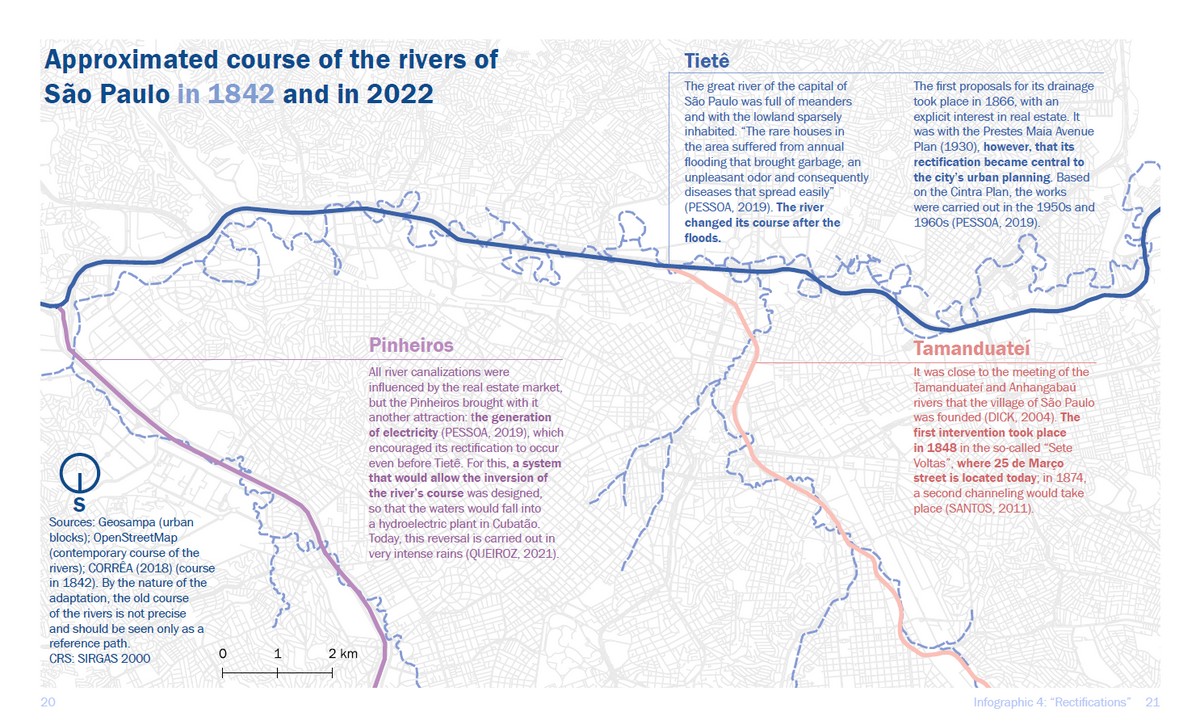 Approximated course of the rivers of
São Paulo in 1842 and in 2022
Tietê
The great river of the capital of
São Paulo was full of meanders
and with the lowland sparsely
inhabited. “The rare houses in
the area suffered from annual
flooding that brought garbage, an
unpleasant odor and consequently
diseases that spread easily”
(PESSOA, 2019). The river
changed its course after the
floods.
The first proposals for its drainage
took place in 1866, with an
explicit interest in real estate. It
was with the Prestes Maia Avenue
Plan (1930), however, that its
rectification became central to
the city’s urban planning. Based
on the Cintra Plan, the works
were carried out in the 1950s and
1960s (PESSOA, 2019).
Pinheiros
All river canalizations were
influenced by the real estate market,
but the Pinheiros brought with it
another attraction: the generation
of electricity (PESSOA, 2019), which
encouraged its rectification to occur
even before Tietê. For this, a system
that would allow the inversion of
the river’s course was designed,
so that the waters would fall into
a hydroelectric plant in Cubatão.
Today, this reversal is carried out in
very intense rains (QUEIROZ, 2021).
Tamanduateí
It was close to the meeting of the
Tamanduateí and Anhangabaú
rivers that the village of São Paulo
was founded (DICK, 2004). The
first intervention took place
in 1848 in the so-called “Sete
Voltas”, where 25 de Março
street is located today; in 1874,
a second channeling would take
place (SANTOS, 2011).
S
Sources: Geosampa (urban
blocks); OpenStreetMap
(contemporary course of the
rivers); CORRÊA (2018) (course
in 1842). By the nature of the
adaptation, the old course
of the rivers is not precise
and should be seen only as a
reference path.
CRS: SIRGAS 2000
0 1 2 km
20
Infographic 4: “Rectifications” 21